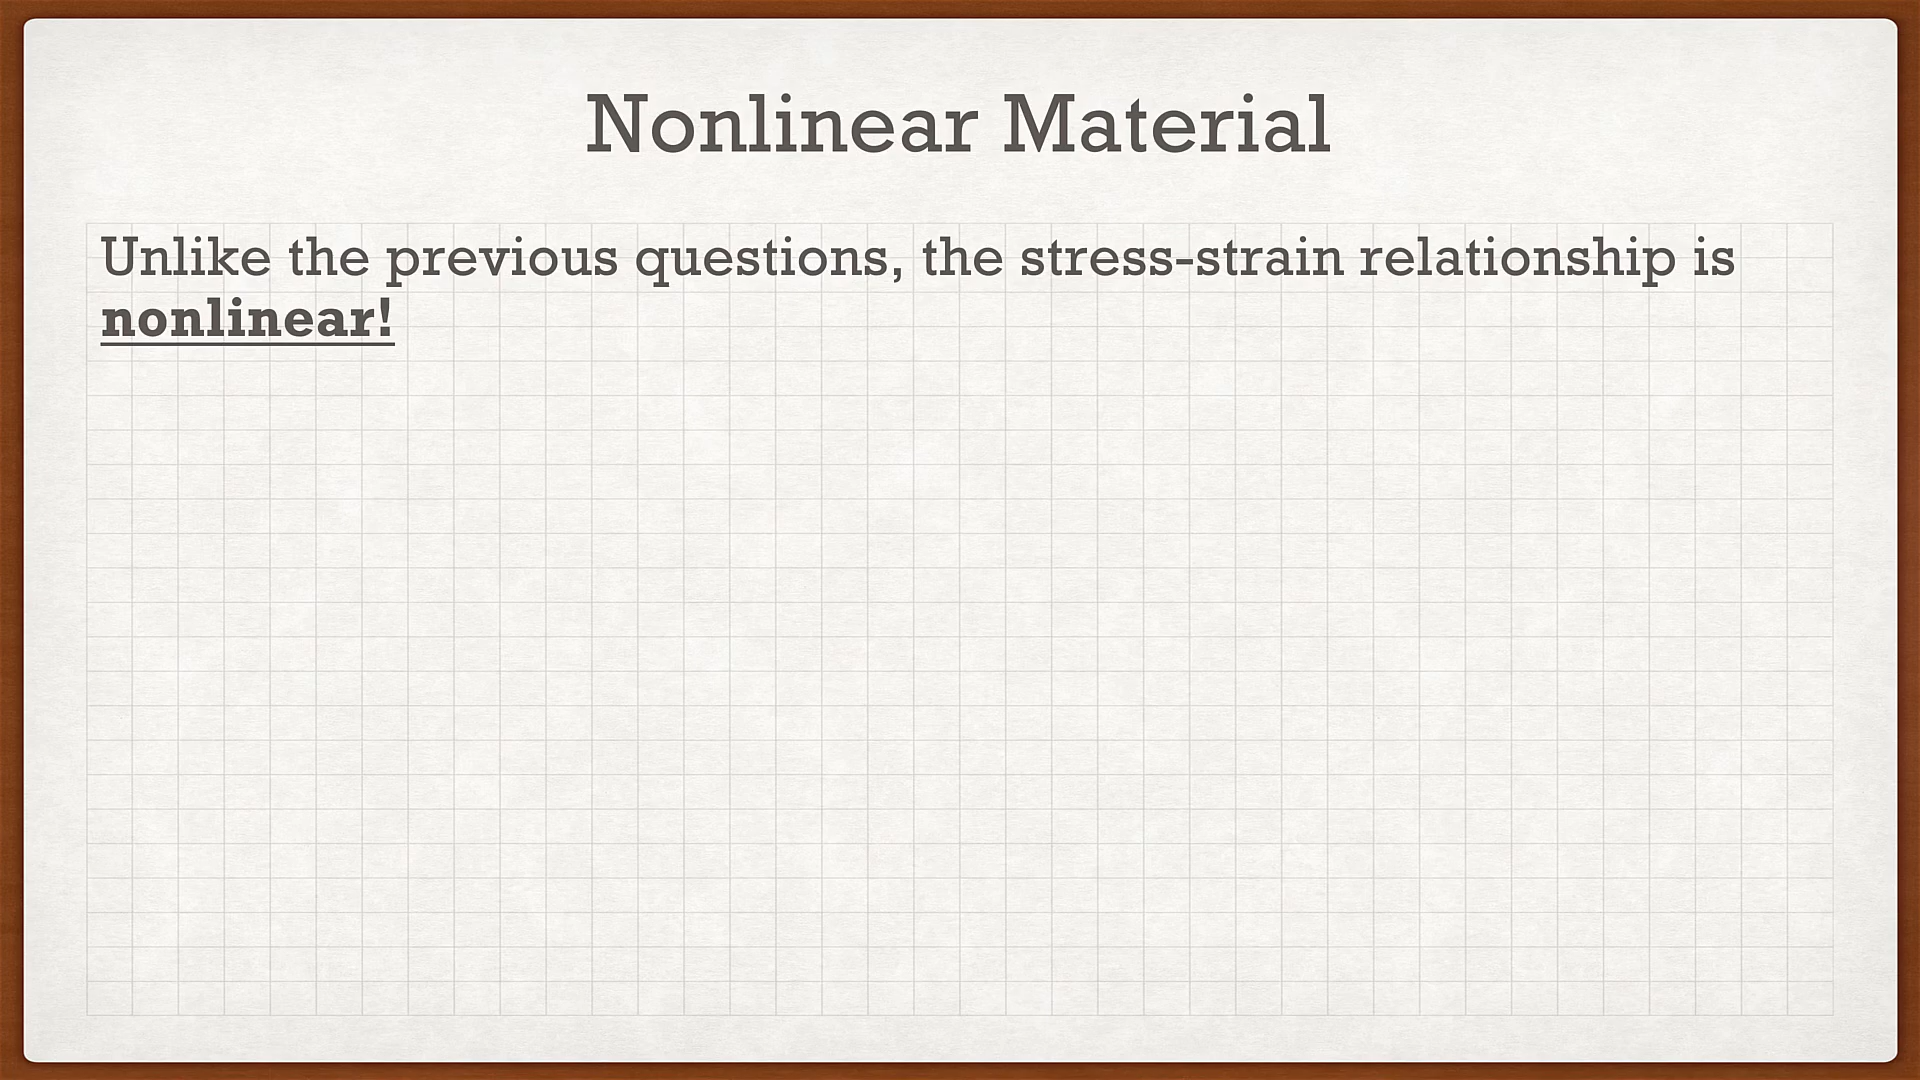 Nonlinear Material
Unlike the previous questions, the stress-strain relationship is
nonlinear!